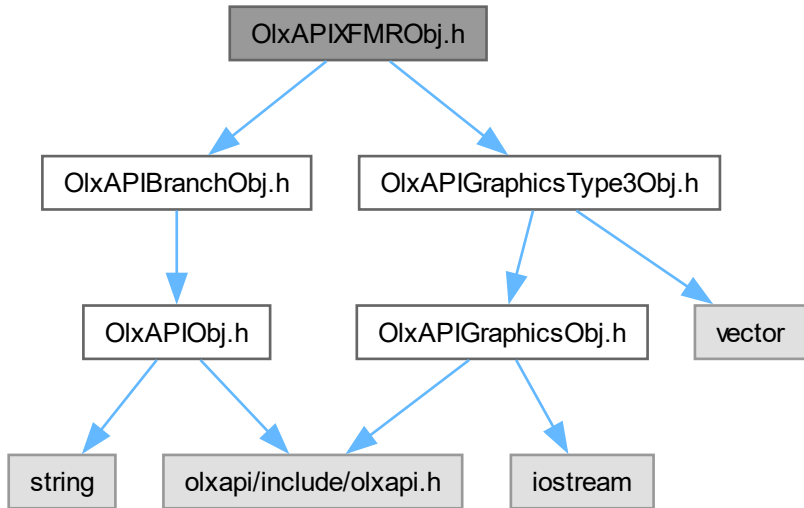 OlxAPIXFMRObj.h
OlxAPIBranchObj.h
OlxAPIGraphicsType3Obj.h
OlxAPIObj.h
OlxAPIGraphicsObj.h
vector
string
olxapi/include/olxapi.h
iostream